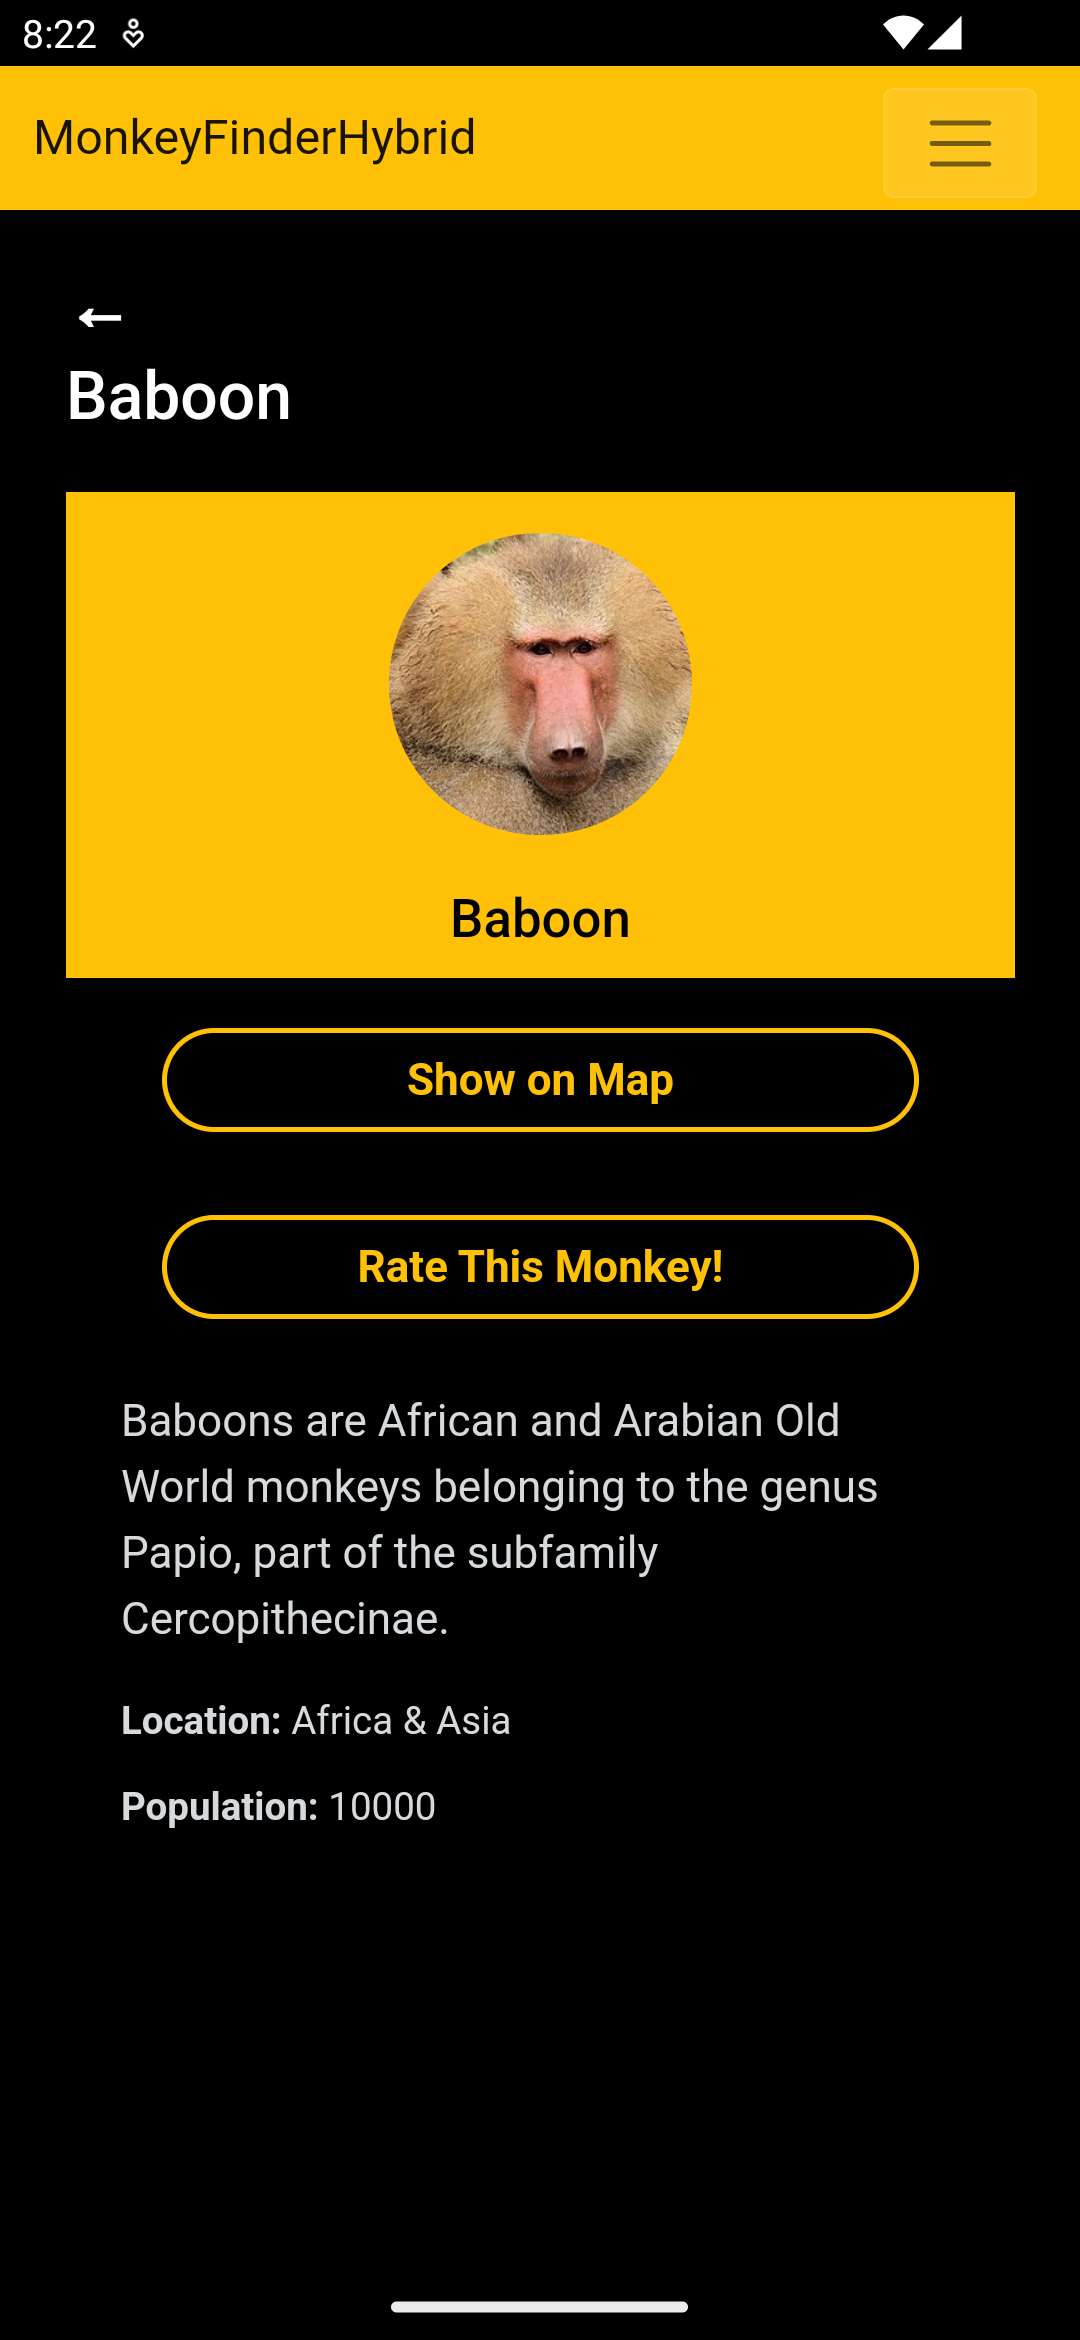 8:22
MonkeyFinderHybrid
←
Baboon
Baboon
Show on Map
Rate This Monkey!
Baboons are African and Arabian Old
World monkeys belonging to the genus
Papio, part of the subfamily
Cercopithecinae.
Location: Africa & Asia
Population: 10000